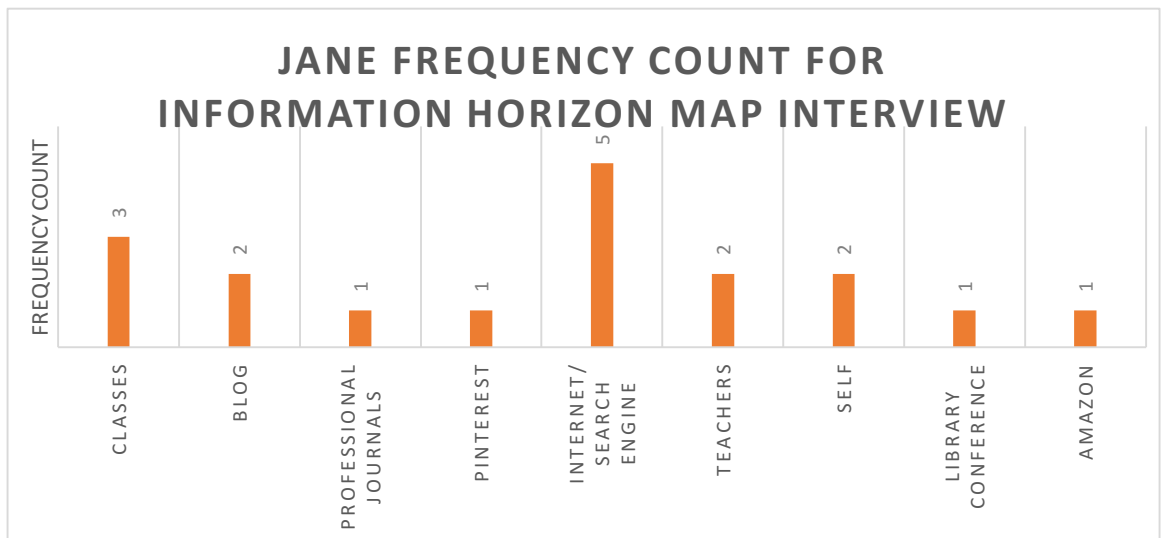 JANE FREQUENCY COUNT FOR
INFORMATION HORIZON MAP INTERVIEW
FREQUENCY COUNT
3
2
1
1
5
2
2
1
1
CLASSES
BLOG
PROFESSIONAL
JOURNALS
PINTEREST
INTERNET/
SEARCH
ENGINE
TEACHERS
SELF
LIBRARY
CONFERENCE
AMAZON